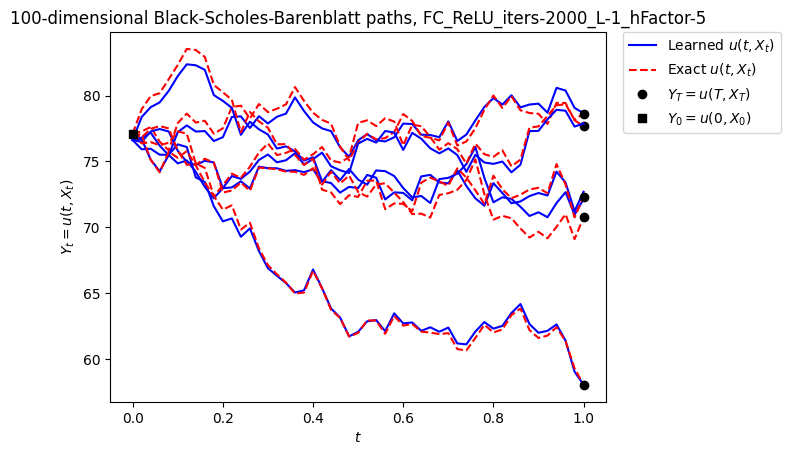 100-dimensional Black-Scholes-Barenblatt paths, FC_ReLU_iters-2000_L-1_hFactor-5
Learned u(t, X_t)
Exact u(t, X_t)
Y_T = u(T, X_T)
Y_0 = u(0, X_0)
Y_t = u(t, X_t)
80
75
70
65
60
0.0 0.2 0.4 0.6 0.8 1.0
t